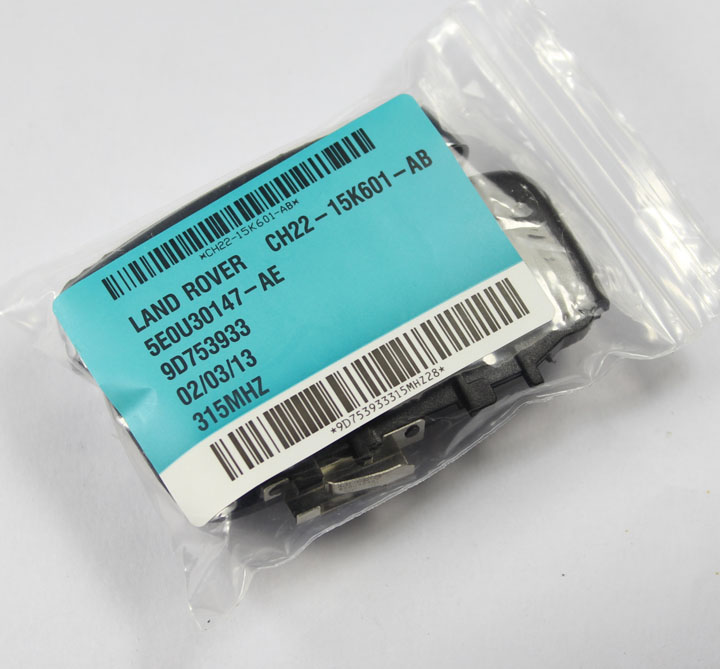 *CH22-15K601-AB*
LAND ROVER CH22-15K601-AB
5E0U30147-AE
9D753933
02/03/13
315MHZ
*9D753933315MHZ28*